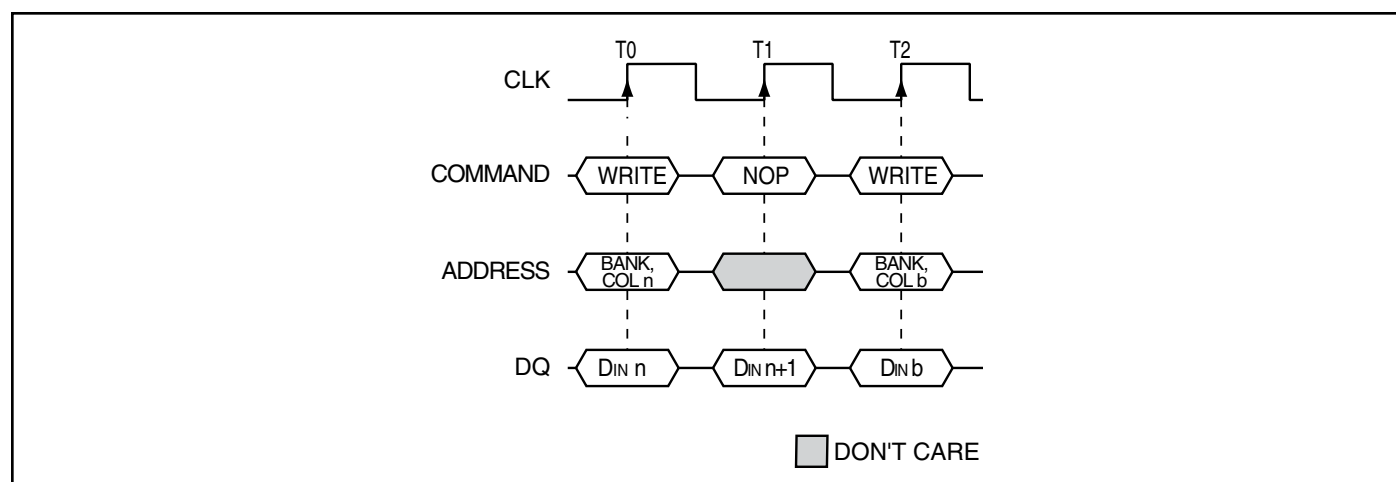 T0 T1 T2
CLK
COMMAND WRITE NOP WRITE
ADDRESS BANK, COL n BANK, COL b
DQ DIN n DIN n+1 DIN b
DON'T CARE